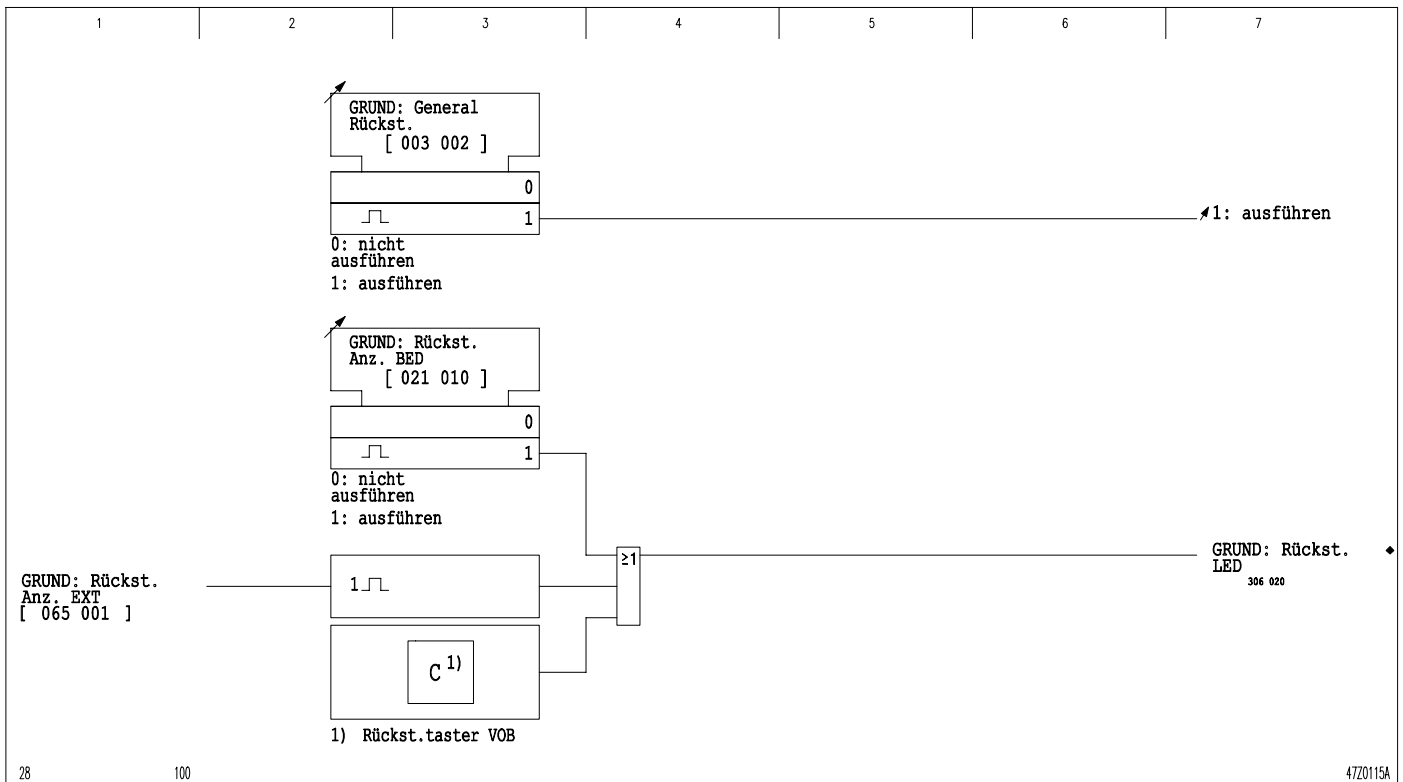 1 2 3 4 5 6 7
GRUND: General
Rückst.
[ 003 002 ]
0
1
1: ausführen
0: nicht
ausführen
1: ausführen
GRUND: Rückst.
Anz. BED
[ 021 010 ]
0
1
0: nicht
ausführen
1: ausführen
≥1
GRUND: Rückst.
LED
306 020
GRUND: Rückst.
Anz. EXT
[ 065 001 ]
1
C 1)
1) Rückst.taster VOB
28 100 47Z0115A